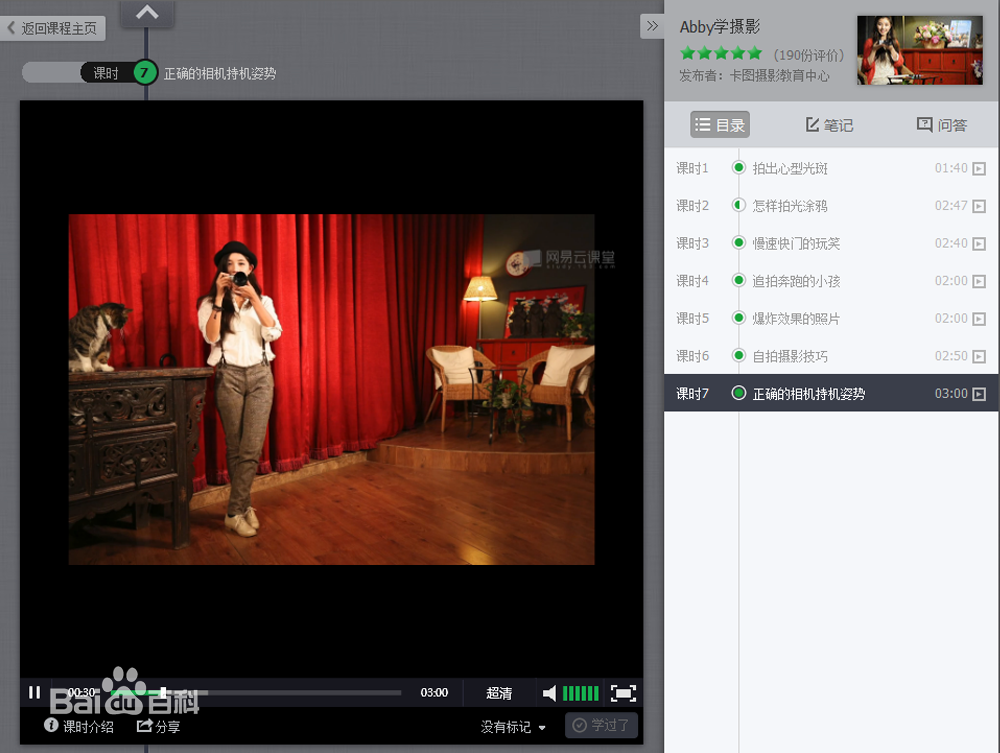 返回课程主页
课时 7 正确的相机持机姿势
网易云课堂
study.163.com
00:30
03:00
超清
Bai du 百科
课时介绍
分享
没有标记
学过了
Abby学摄影
(190份评价)
发布者：卡图摄影教育中心
目录
笔记
问答
课时1 拍出心型光斑 01:40
课时2 怎样拍光涂鸦 02:47
课时3 慢速快门的玩笑 02:40
课时4 追拍奔跑的小孩 02:00
课时5 爆炸效果的照片 02:00
课时6 自拍摄影技巧 02:50
课时7 正确的相机持机姿势 03:00